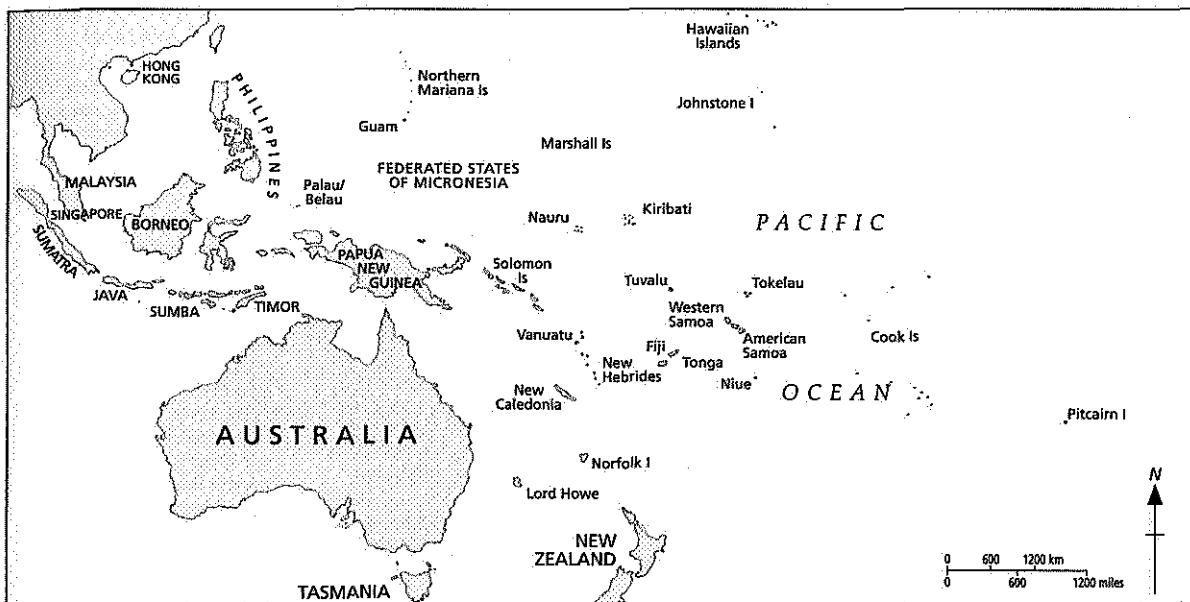 Hawaiian
Islands
HONG
KONG
PHILIPPINES
Northern
Mariana Is
Johnstone I
Guam
Marshall Is
FEDERATED STATES
OF MICRONESIA
MALAYSIA
Palau/
Belau
SINGAPORE
BORNEO
Nauru
Kiribati
PACIFIC
SUMATRA
PAPUA
NEW
GUINEA
Solomon
Is
JAVA
SUMBA
TIMOR
Tuvalu
Tokelau
Western
Samoa
Vanuatu
American
Samoa
Cook Is
Fiji
Tonga
New
Hebrides
Niue
New
Caledonia
OCEAN
Pitcairn I
AUSTRALIA
Norfolk I
Lord Howe
N
NEW
ZEALAND
0 600 1200 km
0 600 1200 miles
TASMANIA